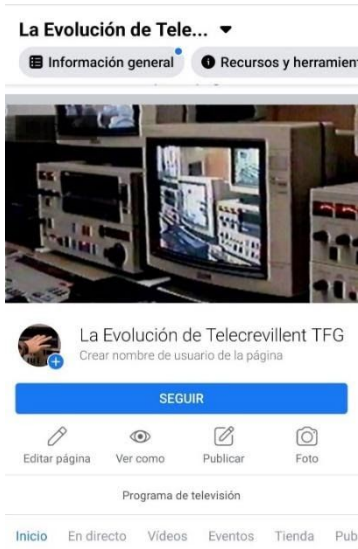 La Evolución de Tele...
Información general
Recursos y herramien
La Evolución de Telecrevillent TFG
Crear nombre de usuario de la página
SEGUIR
Editar página Ver como Publicar Foto
Programa de televisión
Inicio En directo Vídeos Eventos Tienda Pub